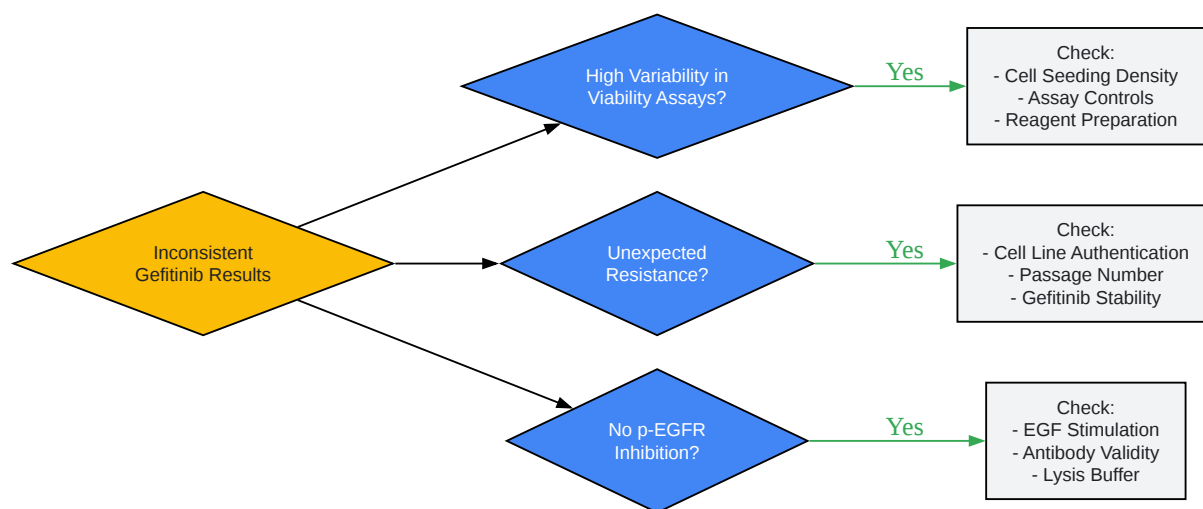 High Variability in
Viability Assays?
Yes
Check:
- Cell Seeding Density
- Assay Controls
- Reagent Preparation
Inconsistent
Gefitinib Results
Unexpected
Resistance?
Yes
Check:
- Cell Line Authentication
- Passage Number
- Gefitinib Stability
No p-EGFR
Inhibition?
Yes
Check:
- EGF Stimulation
- Antibody Validity
- Lysis Buffer